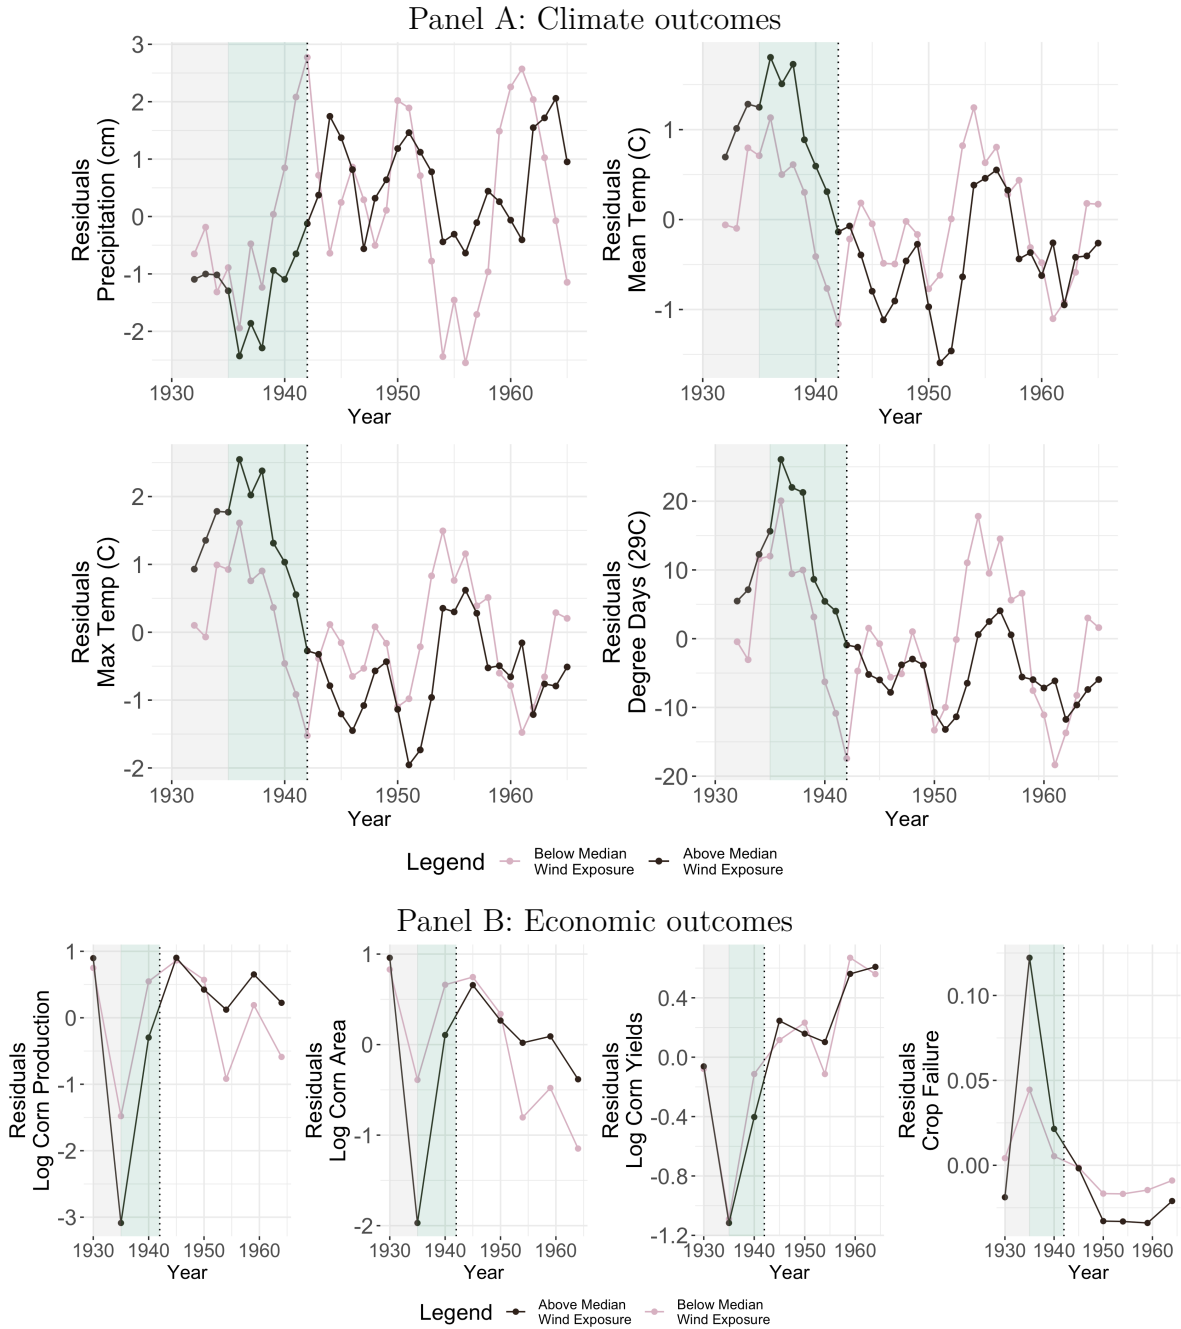 Panel A: Climate outcomes
Residuals
Precipitation (cm)
3
2
1
0
-1
-2
1930
1940
1950
1960
Year
Residuals
Mean Temp (C)
1
0
-1
1930
1940
1950
1960
Year
Residuals
Max Temp (C)
2
1
0
-1
-2
1930
1940
1950
1960
Year
Residuals
Degree Days (29C)
20
10
0
-10
-20
1930
1940
1950
1960
Year
Legend
Below Median
Wind Exposure
Above Median
Wind Exposure
Panel B: Economic outcomes
Residuals
Log Corn Production
1
0
-1
-2
-3
1930
1940
1950
1960
Year
Residuals
Log Corn Area
1
0
-1
-2
1930
1940
1950
1960
Year
Residuals
Log Corn Yields
0.4
0.0
-0.4
-0.8
-1.2
1930
1940
1950
1960
Year
Residuals
Crop Failure
0.10
0.05
0.00
1930
1940
1950
1960
Year
Legend
Above Median
Wind Exposure
Below Median
Wind Exposure